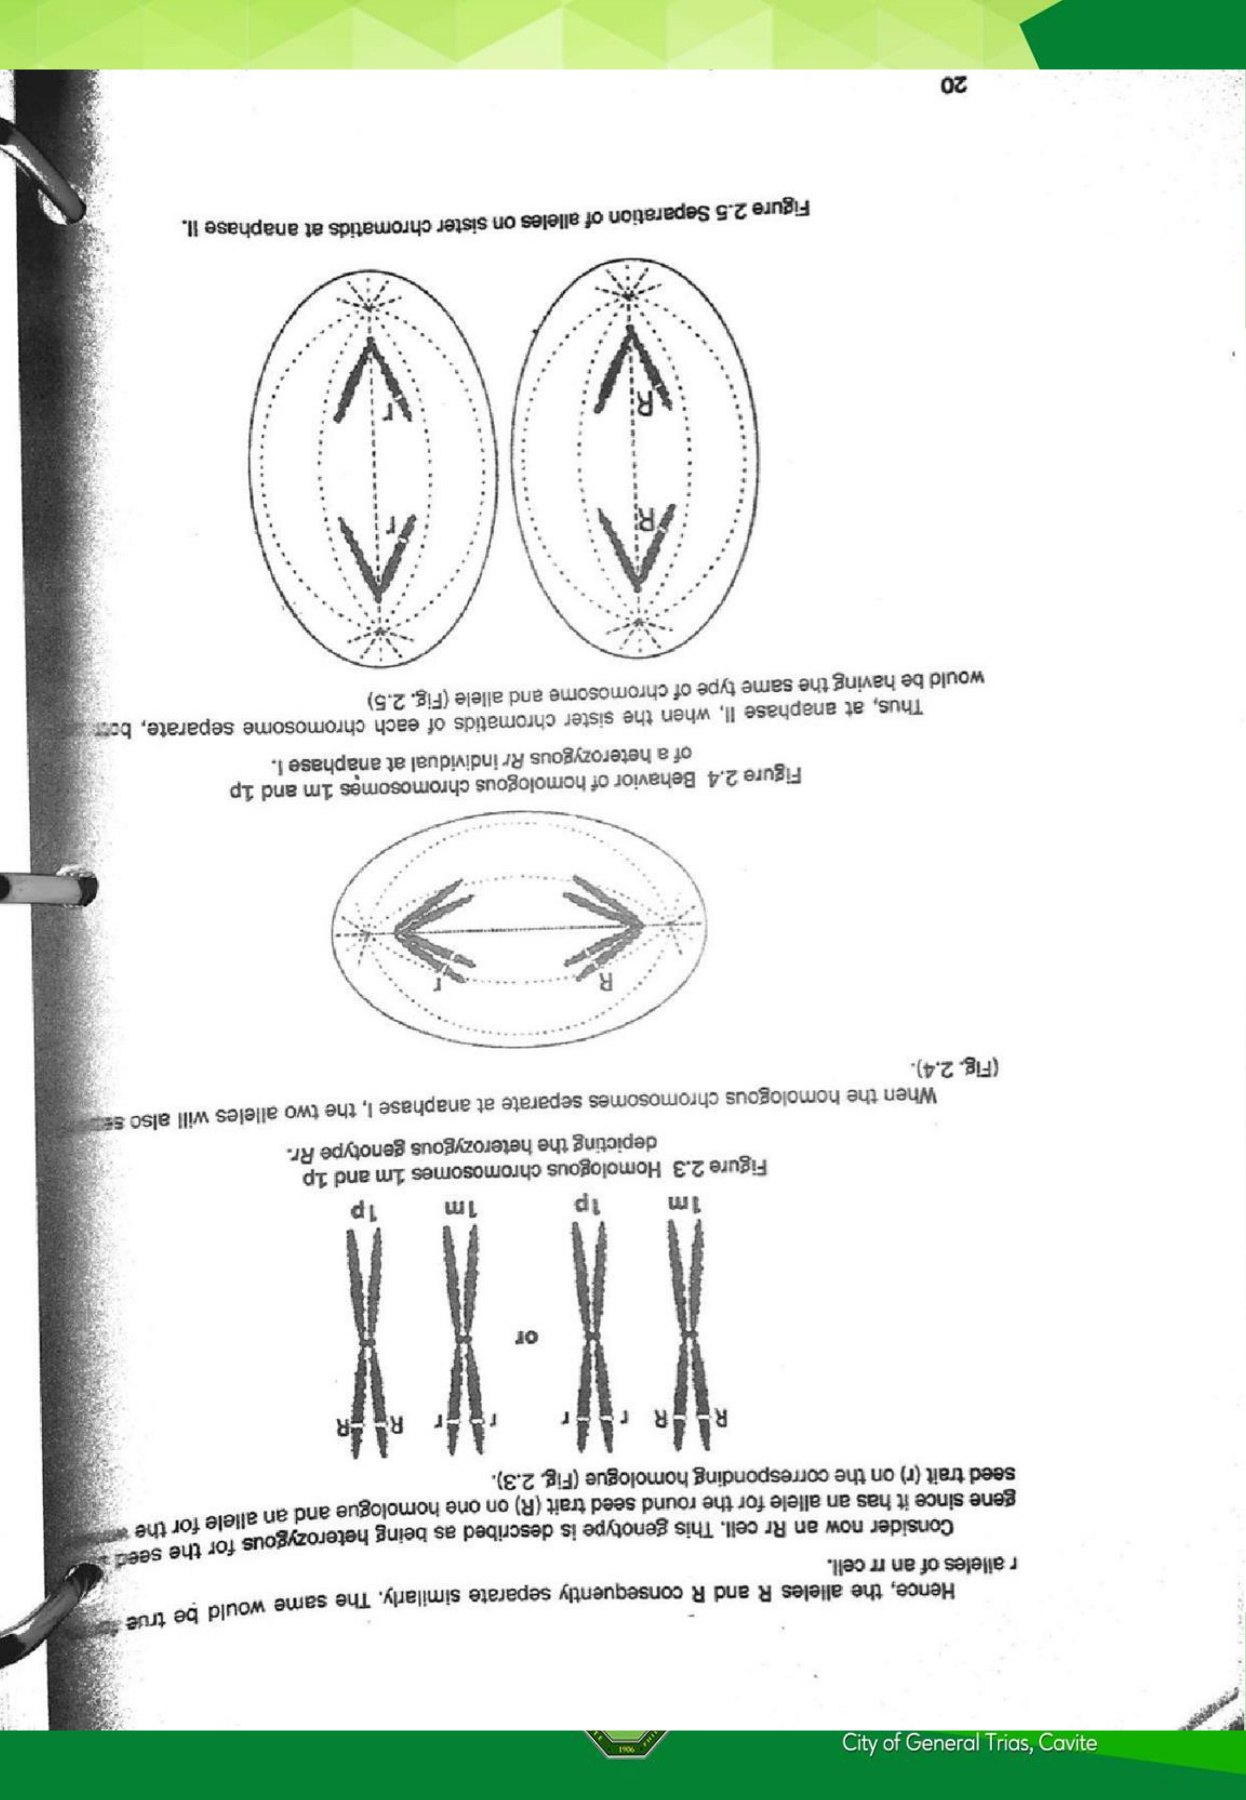 Hence, the alleles R and R consequently separate similarly. The same would be true
r alleles of an rr cell.
Consider now an Rr cell. This genotype is described as being heterozygous for the seed
gene since it has an allele for the round seed trait (R) on one homologue and an allele for the
seed trait (r) on the corresponding homologue (Fig. 2.3).
R R r r r r R R
or
1m 1p 1m 1p
Figure 2.3 Homologous chromosomes 1m and 1p
depicting the heterozygous genotype Rr.
When the homologous chromosomes separate at anaphase I, the two alleles will also
(Fig. 2.4).
R r
Figure 2.4 Behavior of homologous chromosomes 1m and 1p
of a heterozygous Rr individual at anaphase I.
Thus, at anaphase II, when the sister chromatids of each chromosome separate,
would be having the same type of chromosome and allele (Fig. 2.5)
R r
R r
Figure 2.5 Separation of alleles on sister chromatids at anaphase II.
20
1906
City of General Trias, Cavite